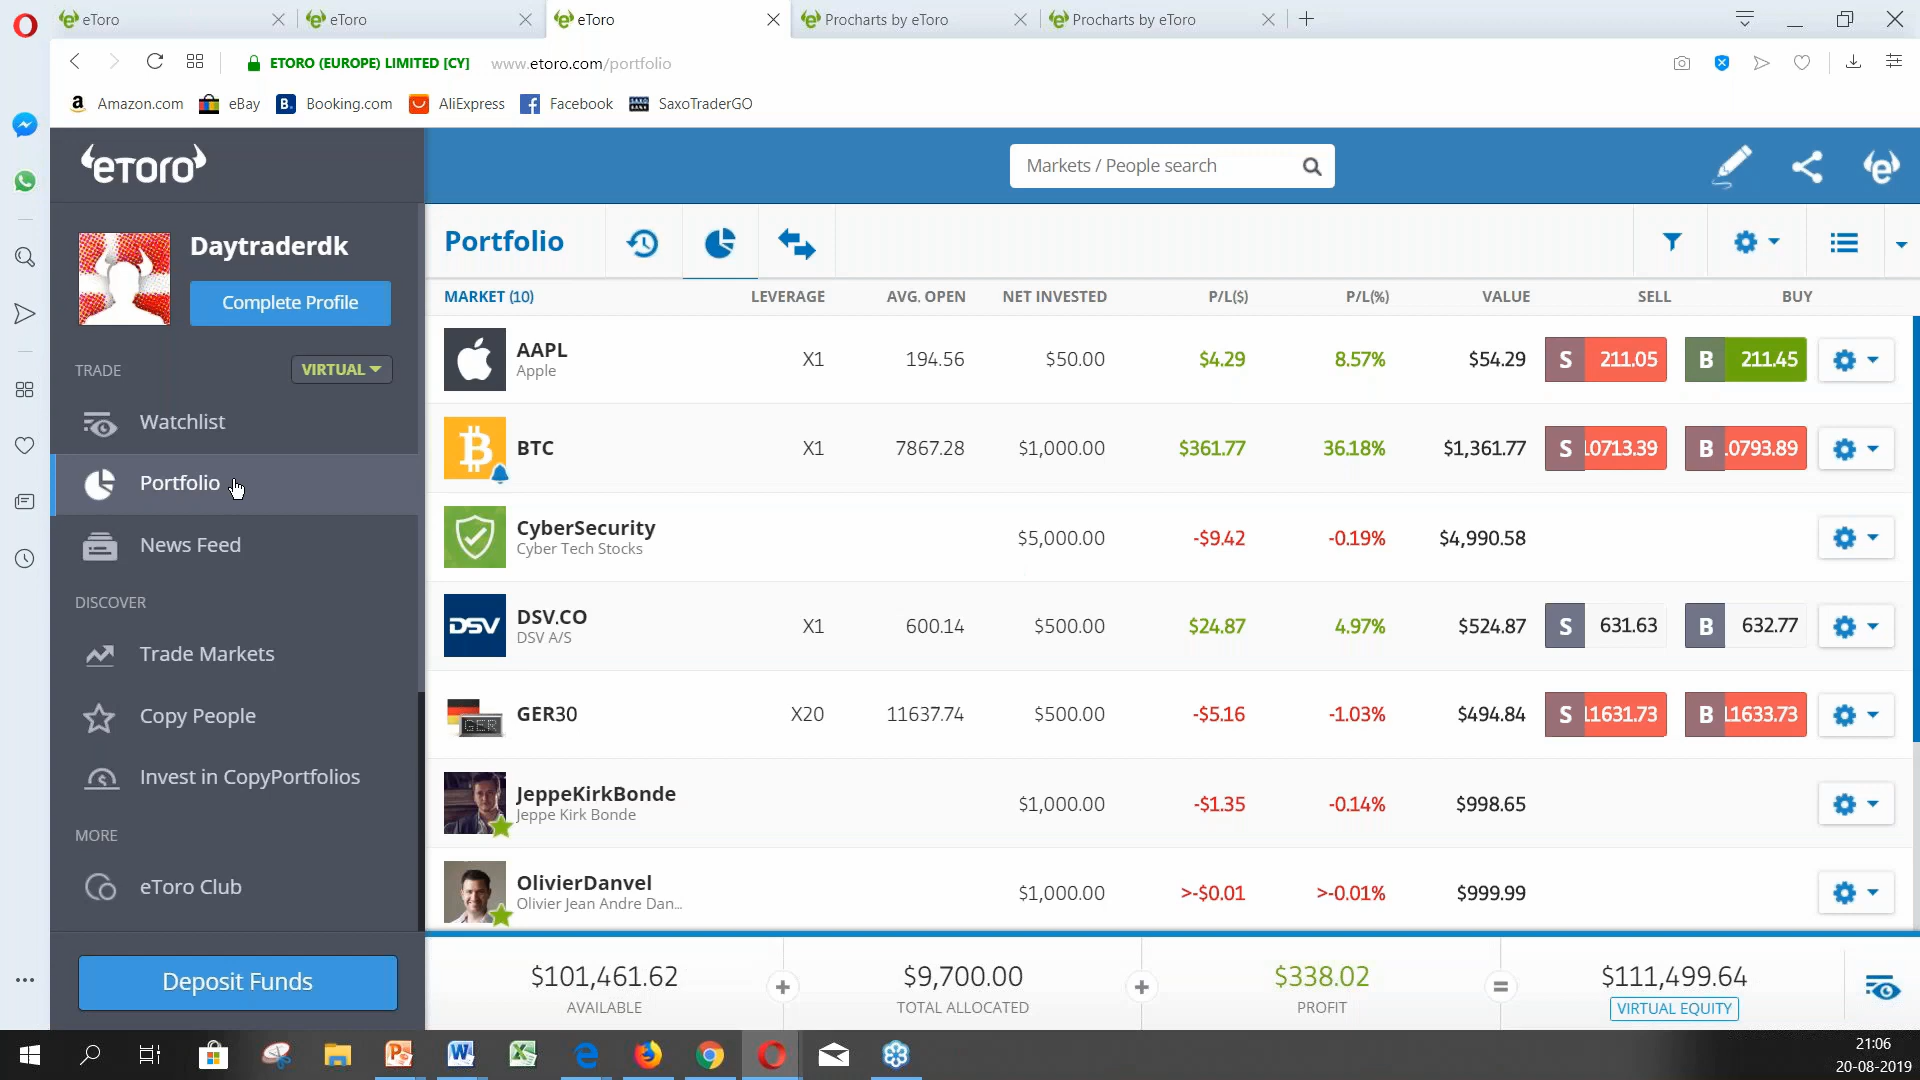 eToro
eToro
eToro
Procharts by eToro
Procharts by eToro
ETORO (EUROPE) LIMITED [CY]
www.etoro.com/portfolio
Amazon.com
eBay
Booking.com
AliExpress
Facebook
SaxoTraderGO
eToro
Markets / People search
Daytraderdk
Complete Profile
TRADE
VIRTUAL
Watchlist
Portfolio
News Feed
DISCOVER
Trade Markets
Copy People
Invest in CopyPortfolios
MORE
eToro Club
Deposit Funds
Portfolio
MARKET (10) LEVERAGE AVG. OPEN NET INVESTED P/L($) P/L(%) VALUE SELL BUY
AAPL
Apple
X1 194.56 $50.00 $4.29 8.57% $54.29 S 211.05 B 211.45
BTC X1 7867.28 $1,000.00 $361.77 36.18% $1,361.77 S 10713.39 B 10793.89
CyberSecurity
Cyber Tech Stocks
$5,000.00 -$9.42 -0.19% $4,990.58
DSV
DSV.CO
DSV A/S
X1 600.14 $500.00 $24.87 4.97% $524.87 S 631.63 B 632.77
GER
GER30 X20 11637.74 $500.00 -$5.16 -1.03% $494.84 S 11631.73 B 11633.73
JeppeKirkBonde
Jeppe Kirk Bonde
$1,000.00 -$1.35 -0.14% $998.65
OlivierDanvel
Olivier Jean Andre Dan...
$1,000.00 >-$0.01 >-0.01% $999.99
$101,461.62 + $9,700.00 + $338.02 = $111,499.64
AVAILABLE TOTAL ALLOCATED PROFIT VIRTUAL EQUITY
21:06
20-08-2019